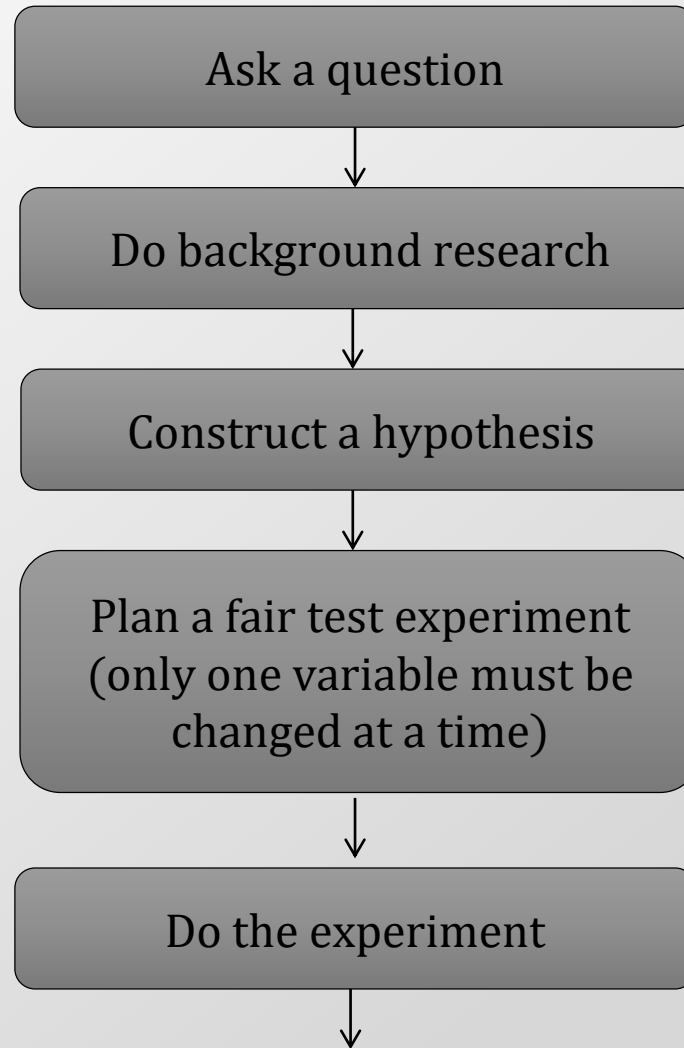 Ask a question
Do background research
Construct a hypothesis
Plan a fair test experiment
(only one variable must be
changed at a time)
Do the experiment